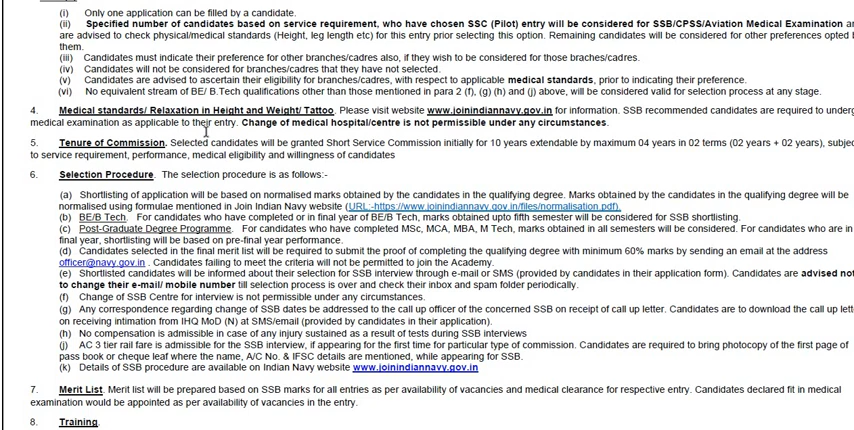 (i) Only one application can be filled by a candidate.
(ii) Specified number of candidates based on service requirement, who have chosen SSC (Pilot) entry will be considered for SSB/CPSS/Aviation Medical Examination
are advised to check physical/medical standards (Height, leg length etc) for this entry prior selecting this option. Remaining candidates will be considered for other preferences opted
them.
(iii) Candidates must indicate their preference for other branches/cadres also, if they wish to be considered for those braches/cadres.
(iv) Candidates will not be considered for branches/cadres that they have not selected.
(v) Candidates are advised to ascertain their eligibility for branches/cadres, with respect to applicable medical standards, prior to indicating their preference.
(vi) No equivalent stream of BE/ B.Tech qualifications other than those mentioned in para 2 (f), (g) (h) and (j) above, will be considered valid for selection process at any stage.
4. Medical standards/ Relaxation in Height and Weight/ Tattoo. Please visit website www.joinindiannavy.gov.in for information. SSB recommended candidates are required to
medical examination as applicable to their entry. Change of medical hospital/centre is not permissible under any circumstances.
5. Tenure of Commission. Selected candidates will be granted Short Service Commission initially for 10 years extendable by maximum 04 years in 02 terms (02 years + 02 years),
to service requirement, performance, medical eligibility and willingness of candidates
6. Selection Procedure. The selection procedure is as follows:-
(a) Shortlisting of application will be based on normalised marks obtained by the candidates in the qualifying degree. Marks obtained by the candidates in the qualifying degree will be
normalised using formulae mentioned in Join Indian Navy website (URL:-https://www.joinindiannavy.gov.in/files/normalisation.pdf).
(b) BE/B Tech. For candidates who have completed or in final year of BE/B Tech, marks obtained upto fifth semester will be considered for SSB shortlisting.
(c) Post-Graduate Degree Programme. For candidates who have completed MSc, MCA, MBA, M Tech, marks obtained in all semesters will be considered. For candidates who are in
final year, shortlisting will be based on pre-final year performance.
(d) Candidates selected in the final merit list will be required to submit the proof of completing the qualifying degree with minimum 60% marks by sending an email at the address
officer@navy.gov.in . Candidates failing to meet the criteria will not be permitted to join the Academy.
(e) Shortlisted candidates will be informed about their selection for SSB interview through e-mail or SMS (provided by candidates in their application form). Candidates are advised not
to change their e-mail/ mobile number till selection process is over and check their inbox and spam folder periodically.
(f) Change of SSB Centre for interview is not permissible under any circumstances.
(g) Any correspondence regarding change of SSB dates be addressed to the call up officer of the concerned SSB on receipt of call up letter. Candidates are to download the call up
on receiving intimation from IHQ MoD (N) at SMS/email (provided by candidates in their application).
(h) No compensation is admissible in case of any injury sustained as a result of tests during SSB interviews
(j) AC 3 tier rail fare is admissible for the SSB interview, if appearing for the first time for particular type of commission. Candidates are required to bring photocopy of the first page of
pass book or cheque leaf where the name, A/C No. & IFSC details are mentioned, while appearing for SSB.
(k) Details of SSB procedure are available on Indian Navy website www.joinindiannavy.gov.in
7. Merit List. Merit list will be prepared based on SSB marks for all entries as per availability of vacancies and medical clearance for respective entry. Candidates declared fit in medical
examination would be appointed as per availability of vacancies in the entry.
8. Training.